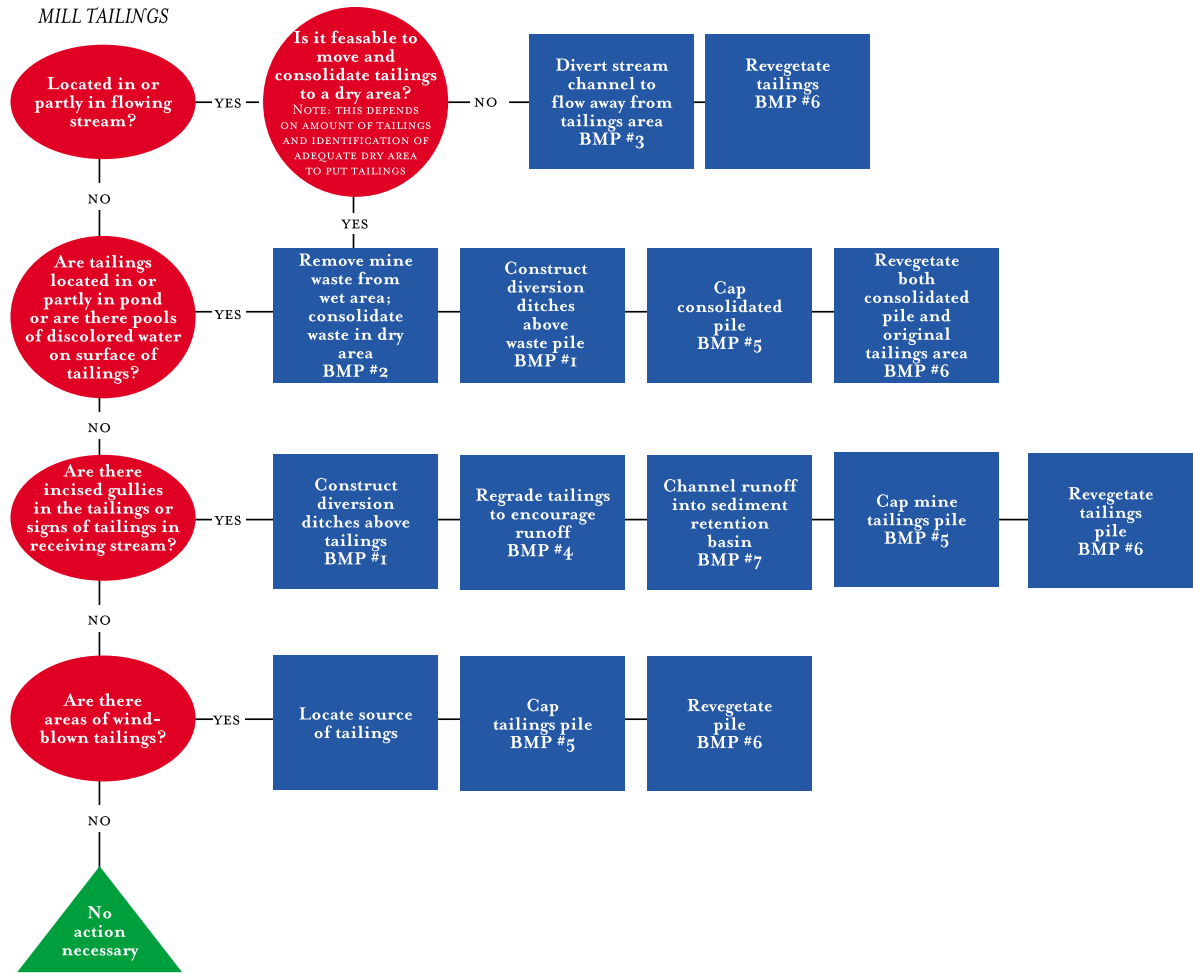 MILL TAILINGS
Located in or
partly in flowing
stream?
YES
Is it feasable to
move and
consolidate tailings
to a dry area?
NOTE: THIS DEPENDS
ON AMOUNT OF TAILINGS
AND IDENTIFICATION OF
ADEQUATE DRY AREA
TO PUT TAILINGS
NO
Divert stream
channel to
flow away from
tailings area
BMP #3
Revegetate
tailings
BMP #6
NO
YES
Are tailings
located in or
partly in pond
or are there pools
of discolored water
on surface of
tailings?
YES
Remove mine
waste from
wet area;
consolidate
waste in dry
area
BMP #2
Construct
diversion
ditches
above
waste pile
BMP #1
Cap
consolidated
pile
BMP #5
Revegetate
both
consolidated
pile and
original
tailings area
BMP #6
NO
Are there
incised gullies
in the tailings or
signs of tailings in
receiving stream?
YES
Construct
diversion
ditches above
tailings
BMP #1
Regrade tailings
to encourage
runoff
BMP #4
Channel runoff
into sediment
retention
basin
BMP #7
Cap mine
tailings pile
BMP #5
Revegetate
tailings
pile
BMP #6
NO
Are there
areas of wind-
blown tailings?
YES
Locate source
of tailings
Cap
tailings pile
BMP #5
Revegetate
pile
BMP #6
NO
No
action
necessary